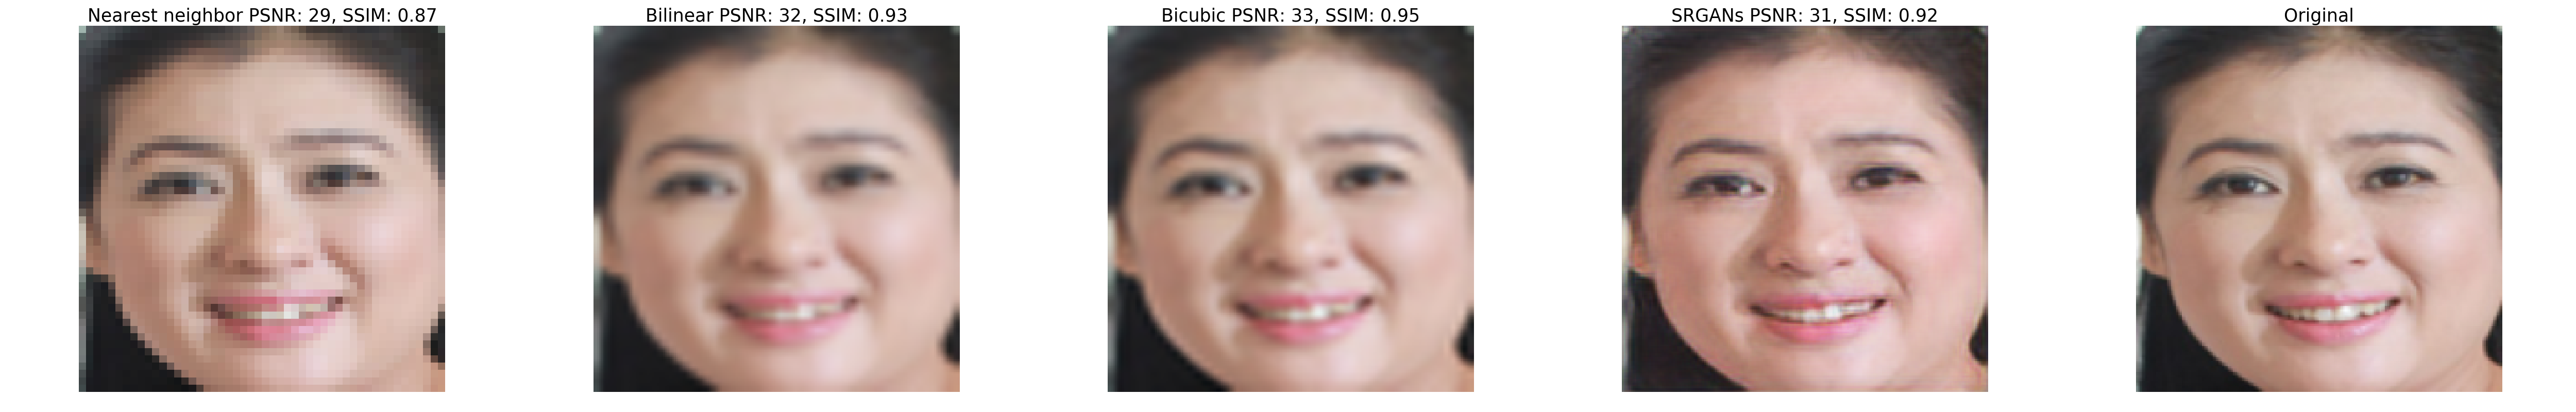 Nearest neighbor PSNR: 29, SSIM: 0.87
Bilinear PSNR: 32, SSIM: 0.93
Bicubic PSNR: 33, SSIM: 0.95
SRGANs PSNR: 31, SSIM: 0.92
Original